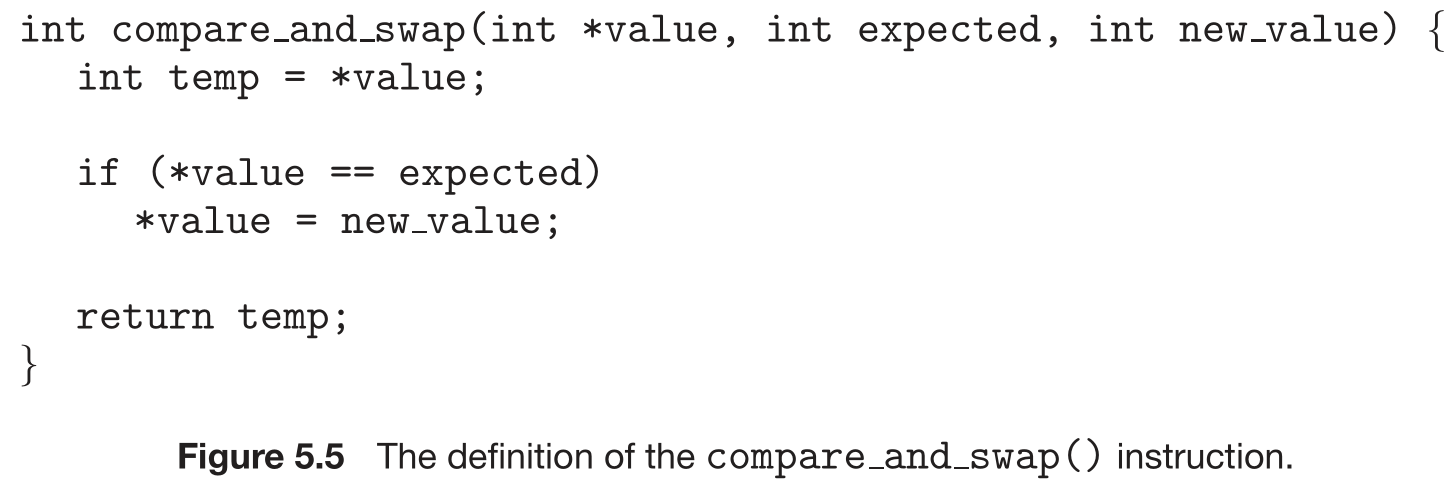 int compare_and_swap(int *value, int expected, int new_value) {
   int temp = *value;

   if (*value == expected)
      *value = new_value;

   return temp;
}
Figure 5.5 The definition of the compare_and_swap() instruction.